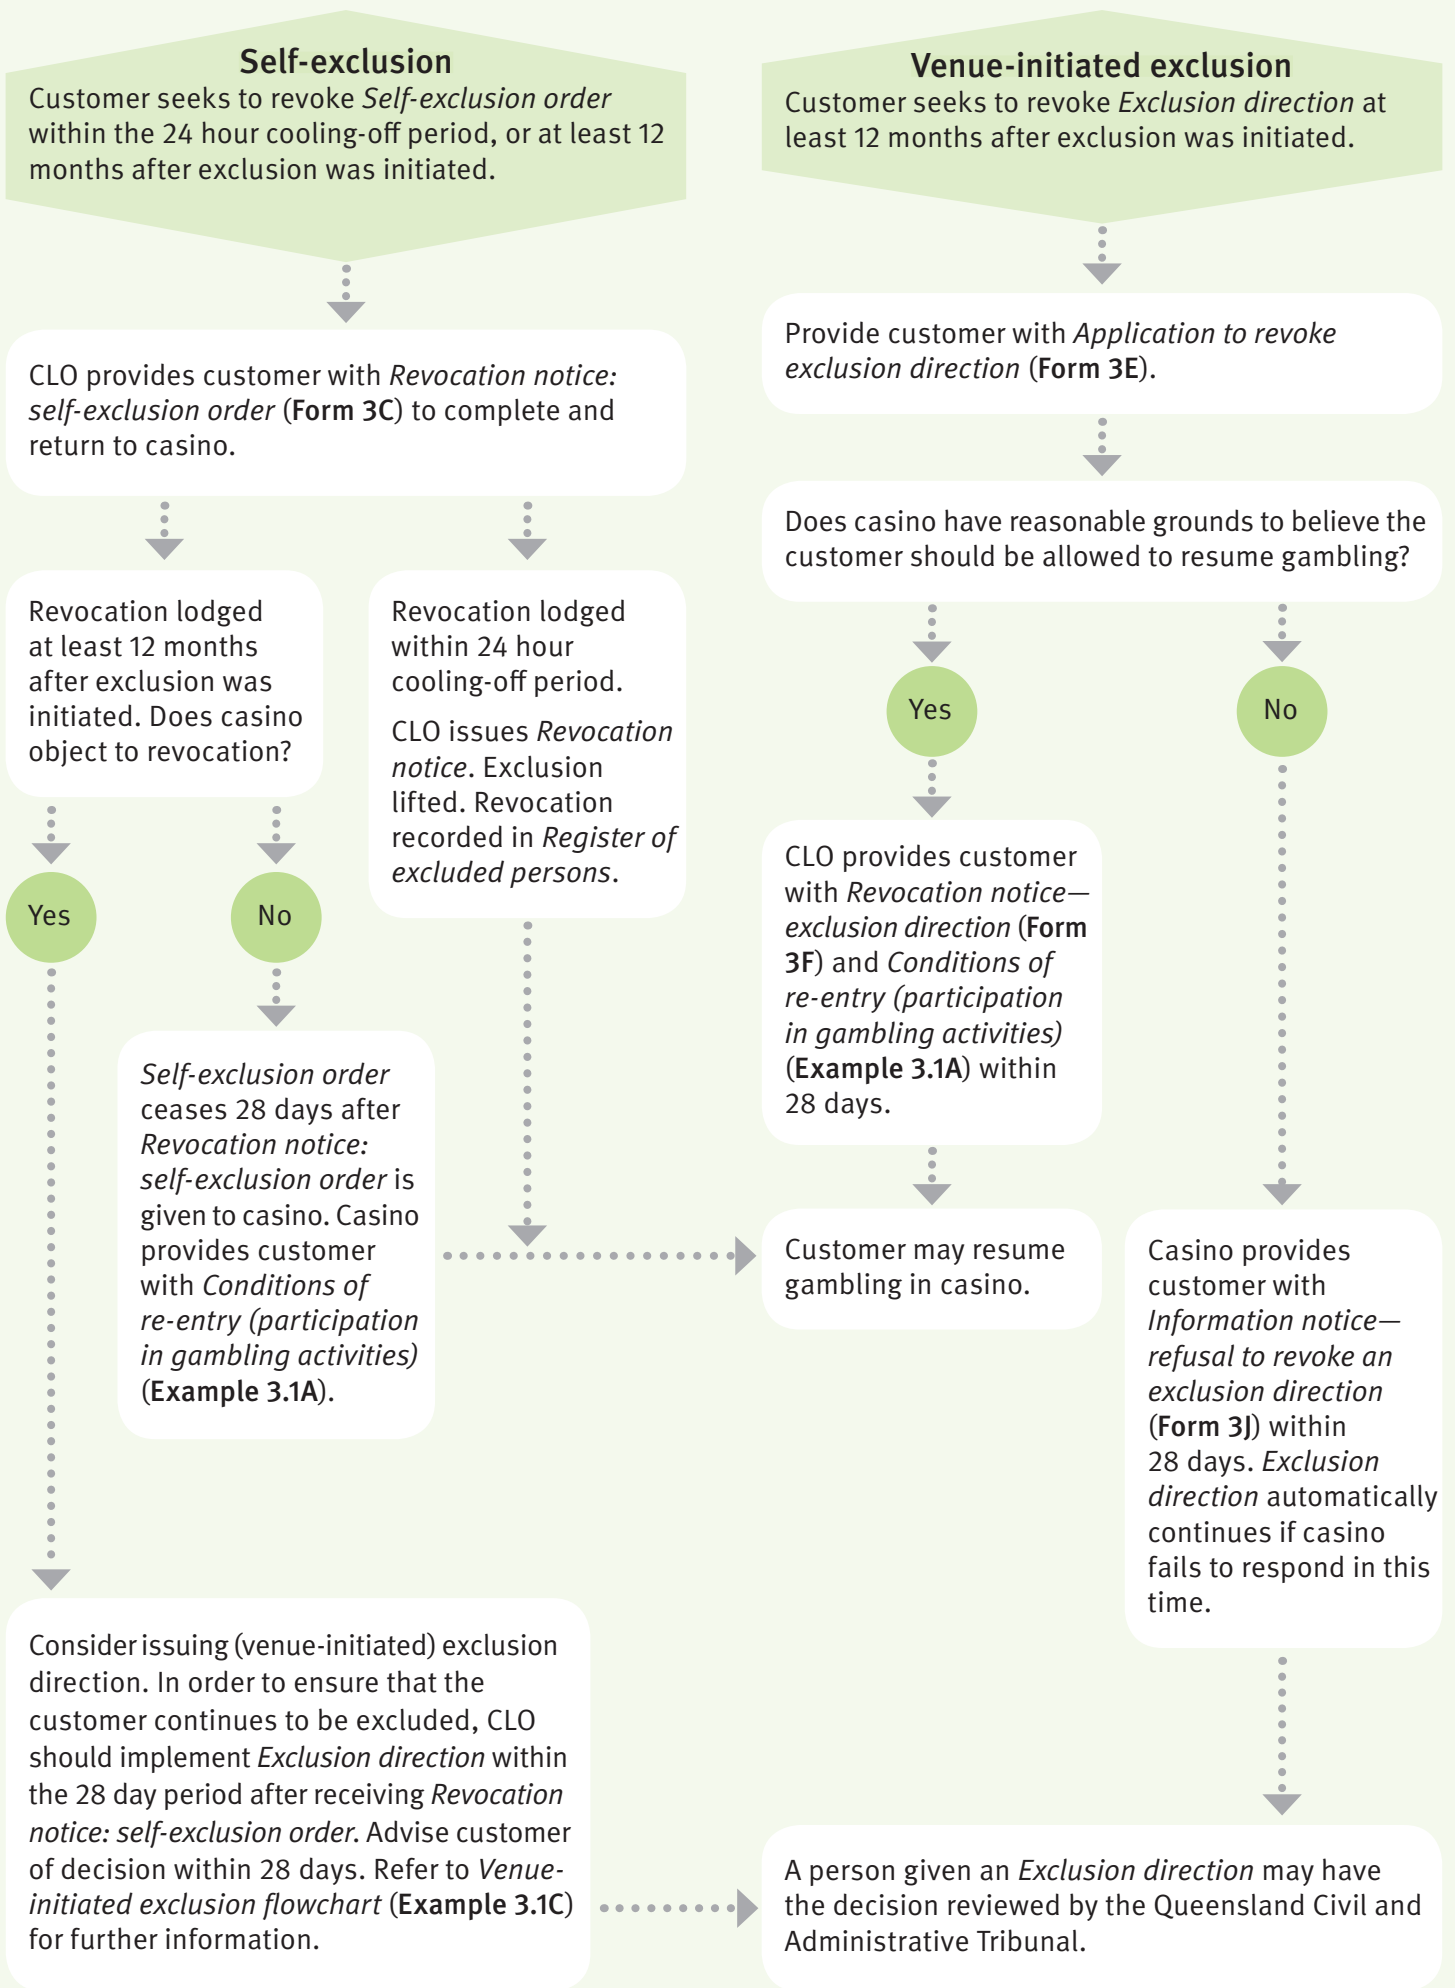 Self-exclusion
Customer seeks to revoke Self-exclusion order
within the 24 hour cooling-off period, or at least 12
months after exclusion was initiated.
CLO provides customer with Revocation notice:
self-exclusion order (Form 3C) to complete and
return to casino.
Revocation lodged
at least 12 months
after exclusion was
initiated. Does casino
object to revocation?
Revocation lodged
within 24 hour
cooling-off period.
CLO issues Revocation
notice. Exclusion
lifted. Revocation
recorded in Register of
excluded persons.
Yes
No
Self-exclusion order
ceases 28 days after
Revocation notice:
self-exclusion order is
given to casino. Casino
provides customer
with Conditions of
re-entry (participation
in gambling activities)
(Example 3.1A).
Consider issuing (venue-initiated) exclusion
direction. In order to ensure that the
customer continues to be excluded, CLO
should implement Exclusion direction within
the 28 day period after receiving Revocation
notice: self-exclusion order. Advise customer
of decision within 28 days. Refer to Venue-
initiated exclusion flowchart (Example 3.1C)
for further information.
Venue-initiated exclusion
Customer seeks to revoke Exclusion direction at
least 12 months after exclusion was initiated.
Provide customer with Application to revoke
exclusion direction (Form 3E).
Does casino have reasonable grounds to believe the
customer should be allowed to resume gambling?
Yes
No
CLO provides customer
with Revocation notice—
exclusion direction (Form
3F) and Conditions of
re-entry (participation
in gambling activities)
(Example 3.1A) within
28 days.
Customer may resume
gambling in casino.
Casino provides
customer with
Information notice—
refusal to revoke an
exclusion direction
(Form 3J) within
28 days. Exclusion
direction automatically
continues if casino
fails to respond in this
time.
A person given an Exclusion direction may have
the decision reviewed by the Queensland Civil and
Administrative Tribunal.